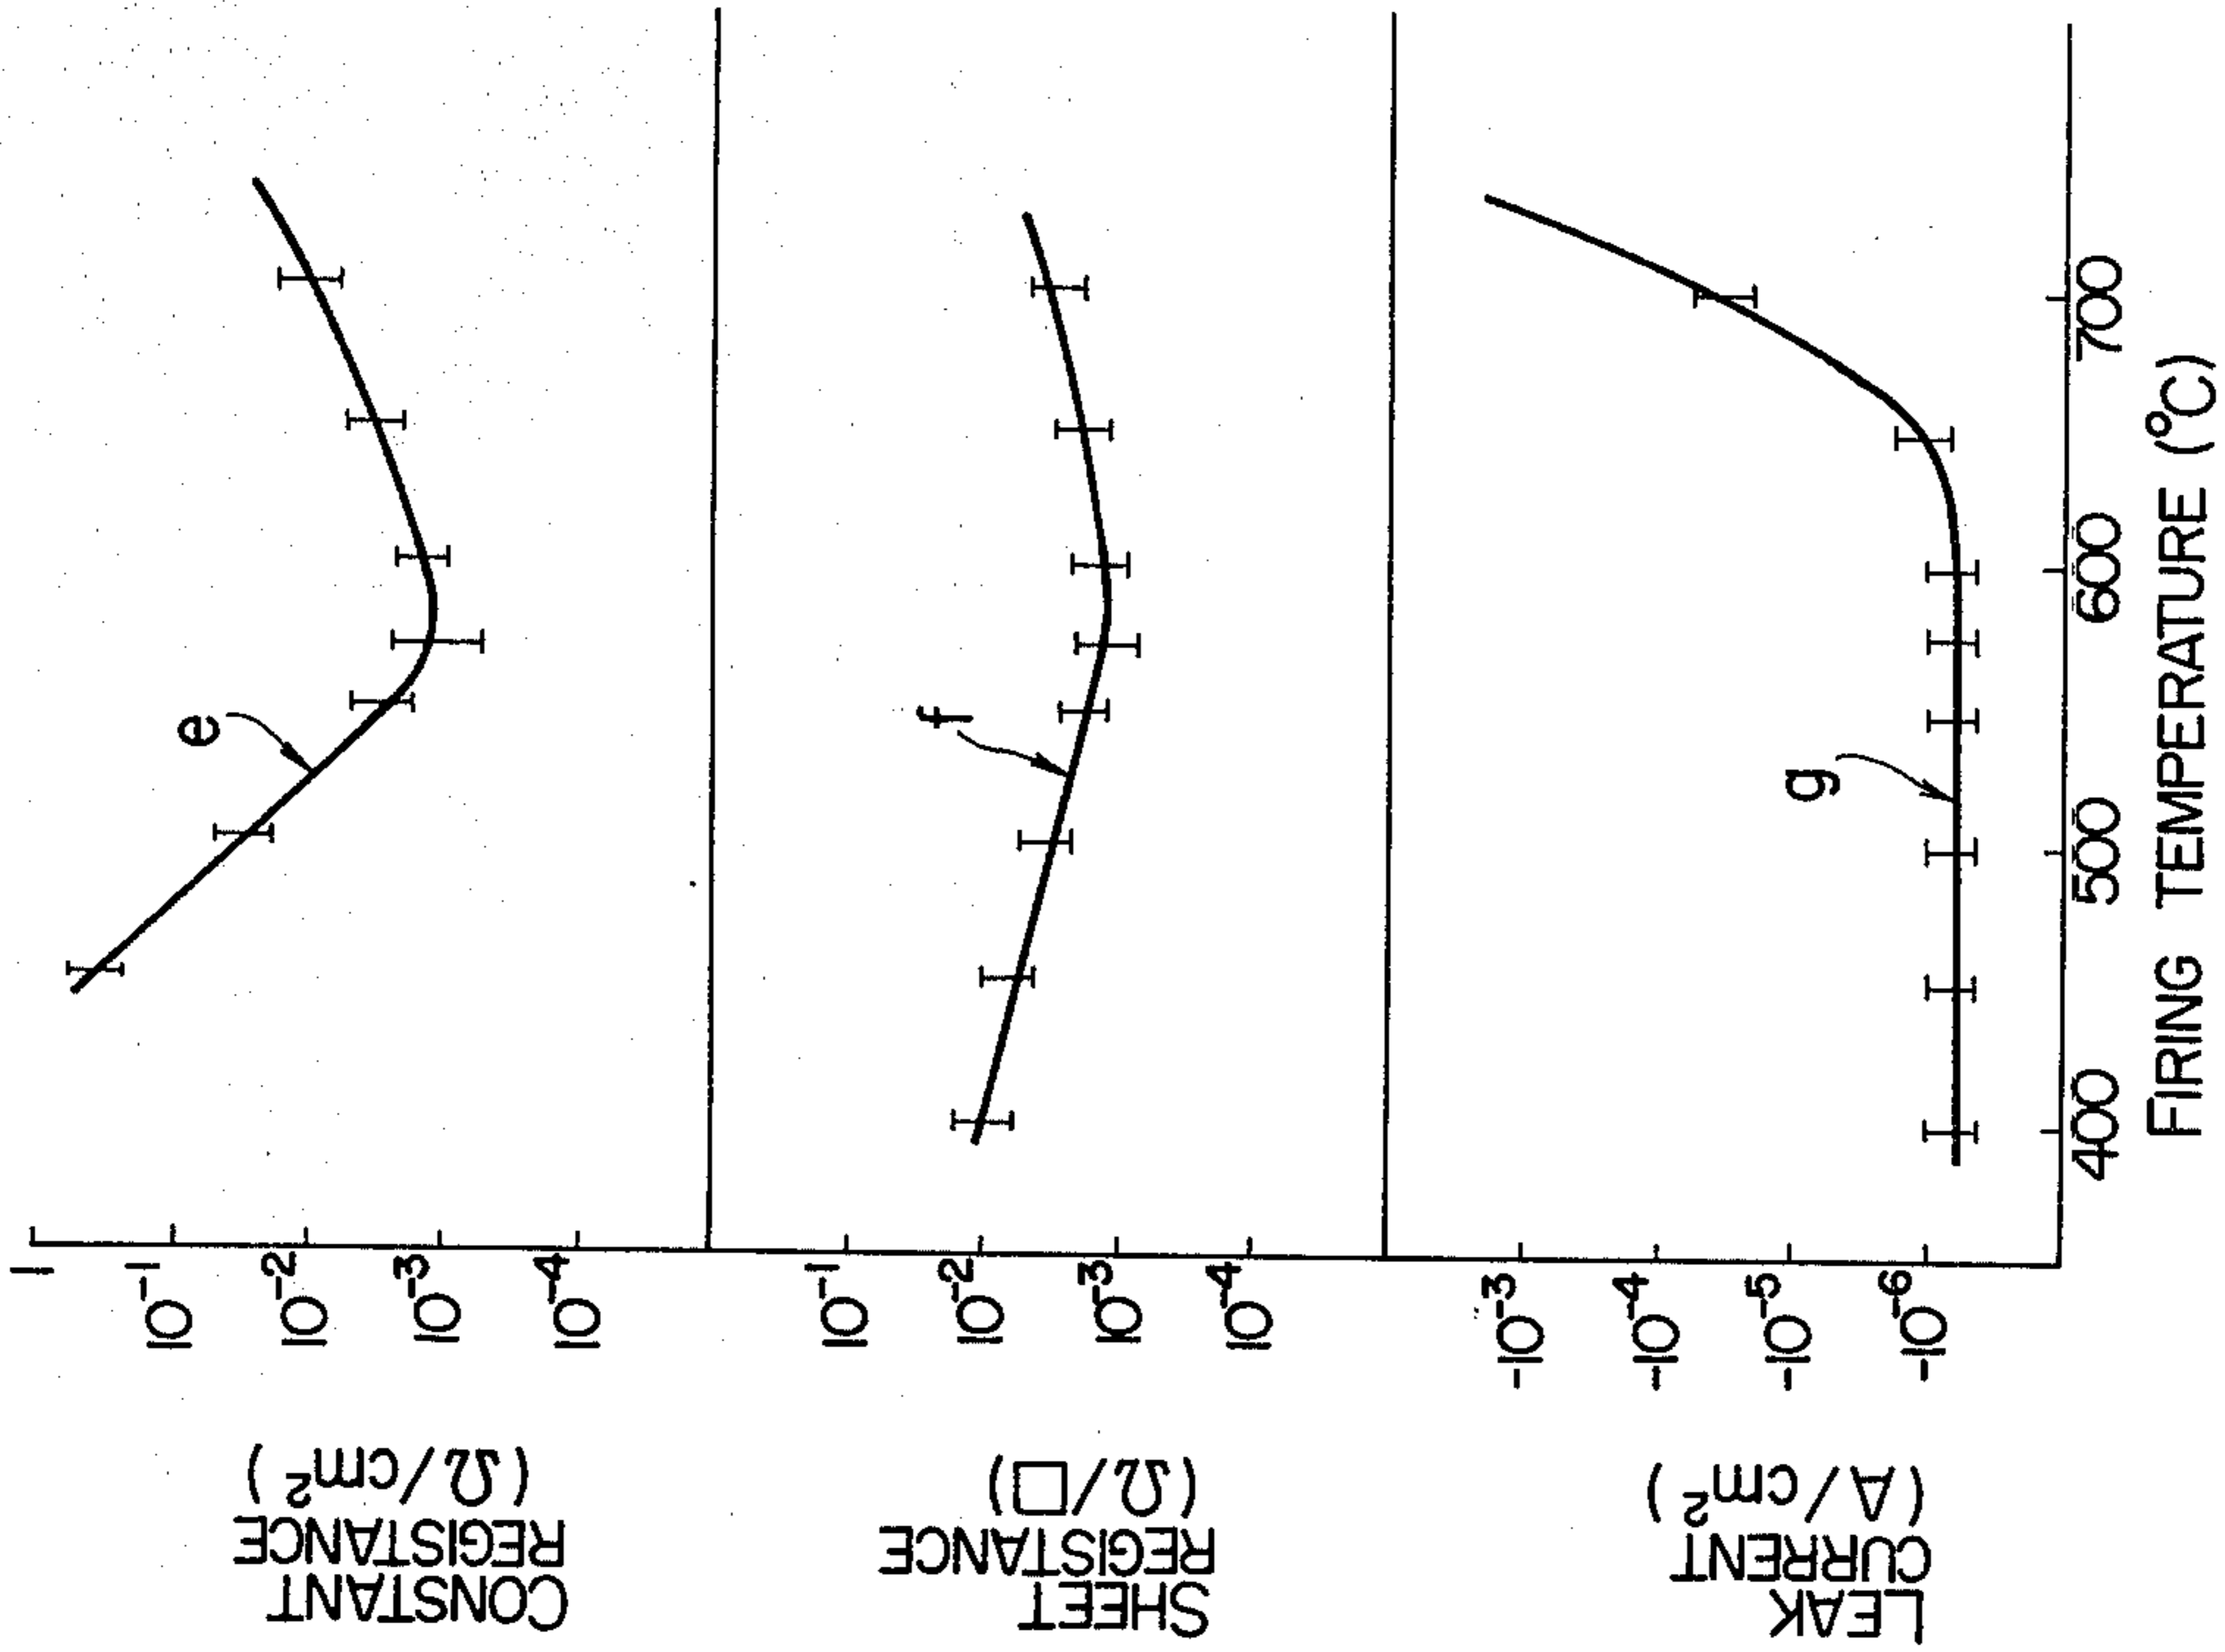 CONSTANT
REGISTANCE
(Ω/cm²)
1
10⁻¹
10⁻²
10⁻³
10⁻⁴
e
SHEET
REGISTANCE
(Ω/□)
10⁻¹
10⁻²
10⁻³
10⁻⁴
f
LEAK
CURRENT
(A/cm²)
-10⁻³
-10⁻⁴
-10⁻⁵
-10⁻⁶
g
400 500 600 700
FIRING TEMPERATURE (°C)